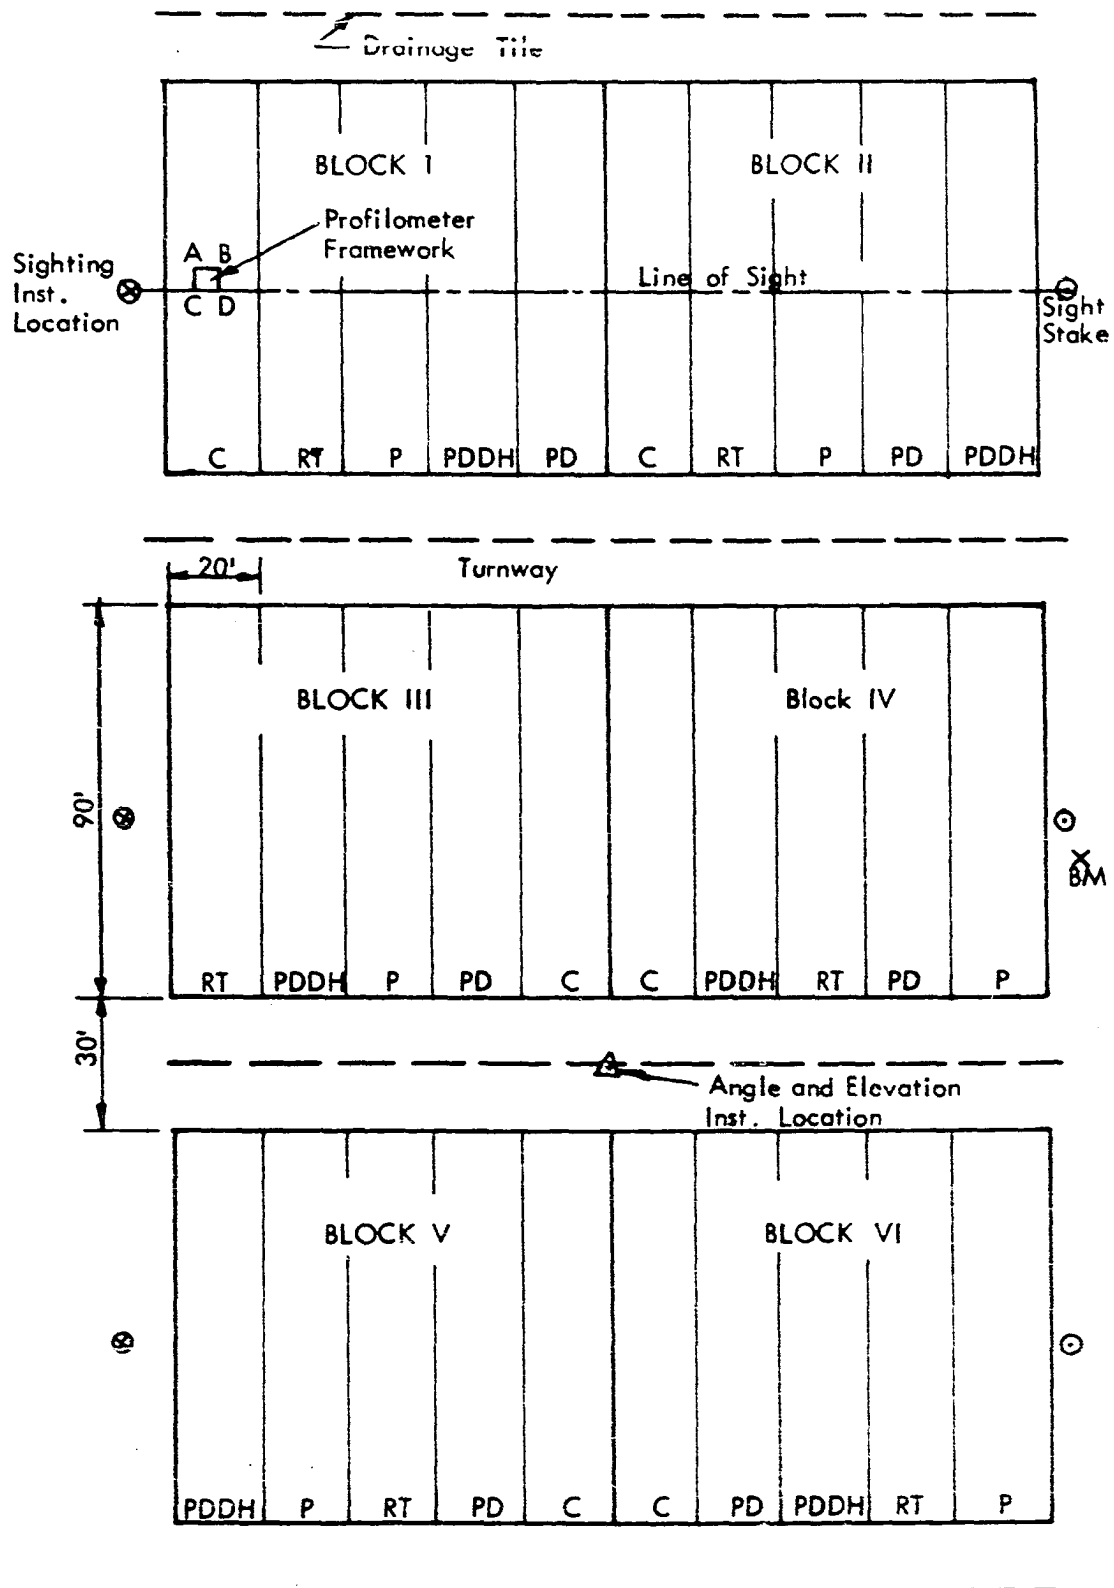 Drainage Tile
BLOCK I
BLOCK II
Profilometer
Framework
A B
C D
Sighting
Inst.
Location
Line of Sight
Sight
Stake
C RT P PDDH PD C RT P PD PDDH
20'
Turnway
BLOCK III
Block IV
90'
BM
RT PDDH P PD C C PDDH RT PD P
30'
Angle and Elevation
Inst. Location
BLOCK V
BLOCK VI
PDDH P RT PD C C PD PDDH RT P